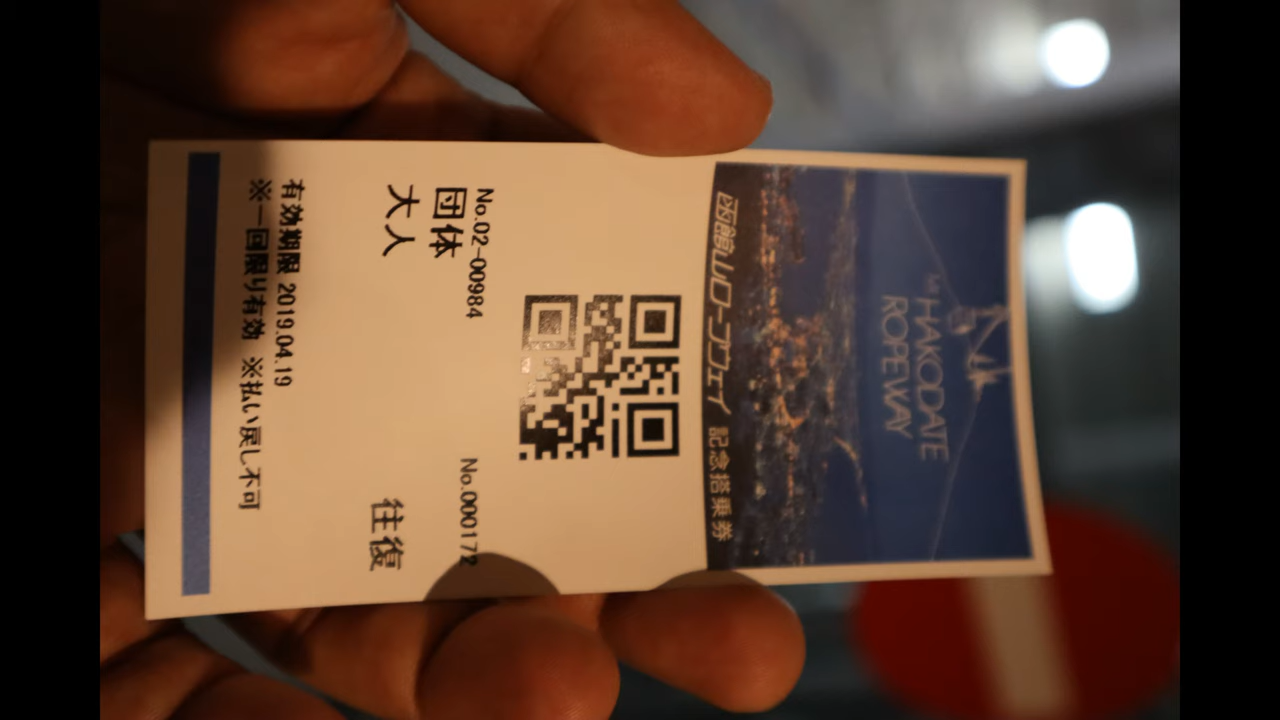 Mt. HAKODATE
ROPEWAY
函館山ロープウェイ 記念搭乗券
No.02-00984 No.000172
団体
大人 往復
有効期限 2019.04.19
※一回限り有効 ※払い戻し不可